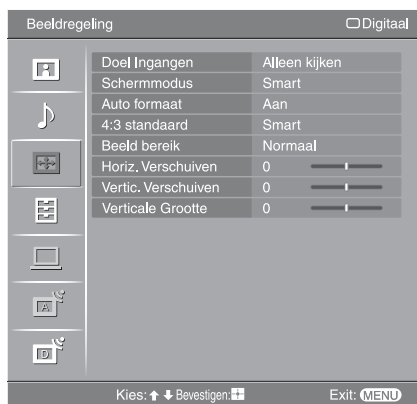 Beeldregeling Digitaal
Doel Ingangen Alleen kijken
Schermmodus Smart
Auto formaat Aan
4:3 standaard Smart
Beeld bereik Normaal
Horiz. Verschuiven 0
Vertic. Verschuiven 0
Verticale Grootte 0
A
D
Kies: Bevestigen: Exit: MENU